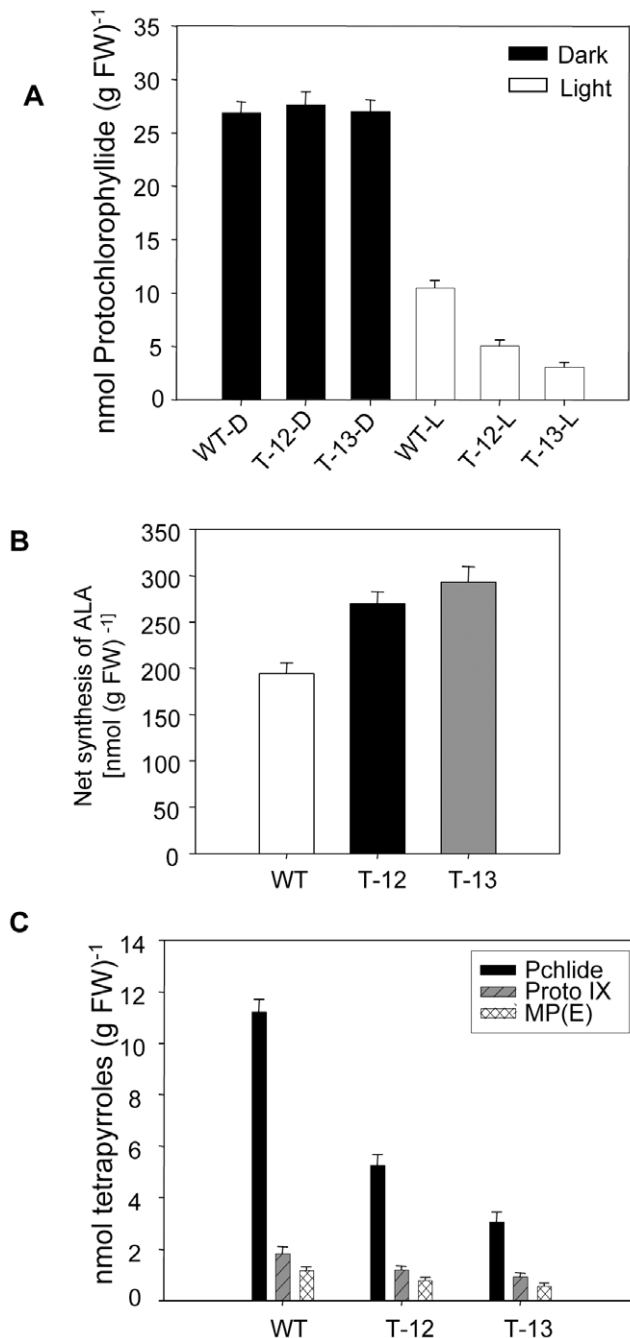 A
nmol Protochlorophyllide (g FW)-1
35
30
25
20
15
10
5
0
Dark
Light
WT-D
T-12-D
T-13-D
WT-L
T-12-L
T-13-L
B
Net synthesis of ALA
[nmol (g FW) -1]
350
300
250
200
150
100
50
0
WT
T-12
T-13
C
nmol tetrapyrroles (g FW)-1
14
12
10
8
6
4
2
0
Pchlide
Proto IX
MP(E)
WT
T-12
T-13